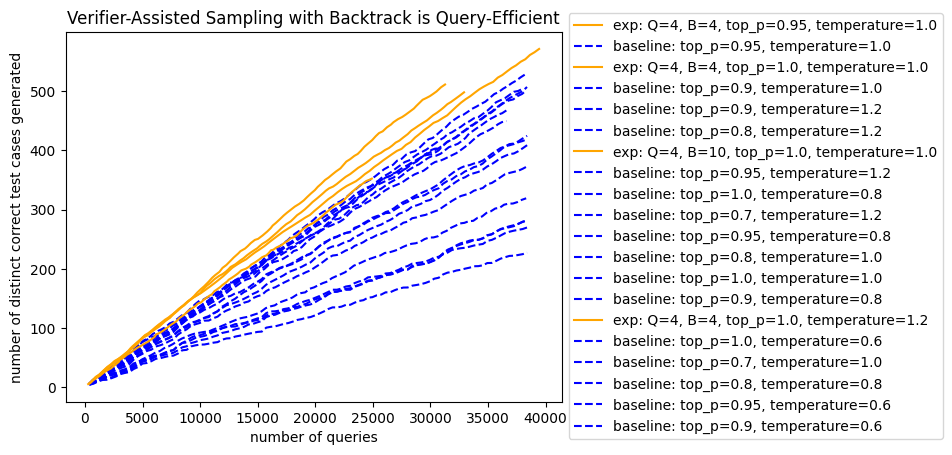 Verifier-Assisted Sampling with Backtrack is Query-Efficient
number of distinct correct test cases generated
500
400
300
200
100
0
0 5000 10000 15000 20000 25000 30000 35000 40000
number of queries
exp: Q=4, B=4, top_p=0.95, temperature=1.0
baseline: top_p=0.95, temperature=1.0
exp: Q=4, B=4, top_p=1.0, temperature=1.0
baseline: top_p=0.9, temperature=1.0
baseline: top_p=0.9, temperature=1.2
baseline: top_p=0.8, temperature=1.2
exp: Q=4, B=10, top_p=1.0, temperature=1.0
baseline: top_p=0.95, temperature=1.2
baseline: top_p=1.0, temperature=0.8
baseline: top_p=0.7, temperature=1.2
baseline: top_p=0.95, temperature=0.8
baseline: top_p=0.8, temperature=1.0
baseline: top_p=1.0, temperature=1.0
baseline: top_p=0.9, temperature=0.8
exp: Q=4, B=4, top_p=1.0, temperature=1.2
baseline: top_p=1.0, temperature=0.6
baseline: top_p=0.7, temperature=1.0
baseline: top_p=0.8, temperature=0.8
baseline: top_p=0.95, temperature=0.6
baseline: top_p=0.9, temperature=0.6